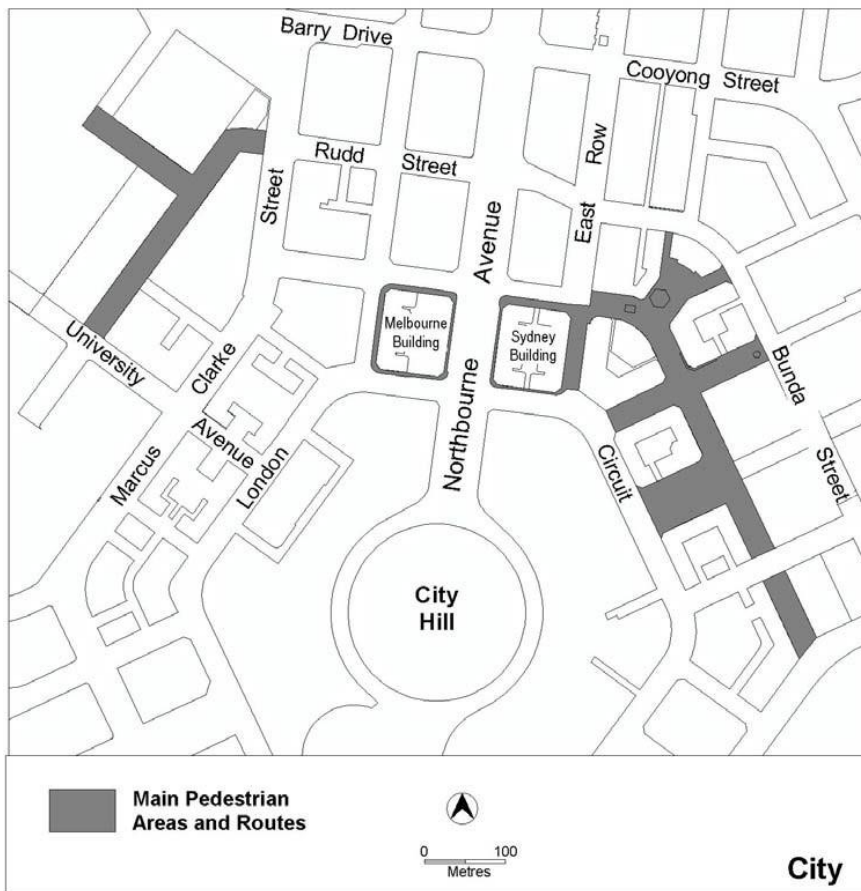 Barry Drive
Cooyong Street
Rudd Street
Row
East
Street
Avenue
Melbourne
Building
Sydney
Building
University
Avenue
Clarke
Marcus
London
Northbourne
Circuit
Bunda
Street
City
Hill
Main Pedestrian
Areas and Routes
0 100
Metres
City